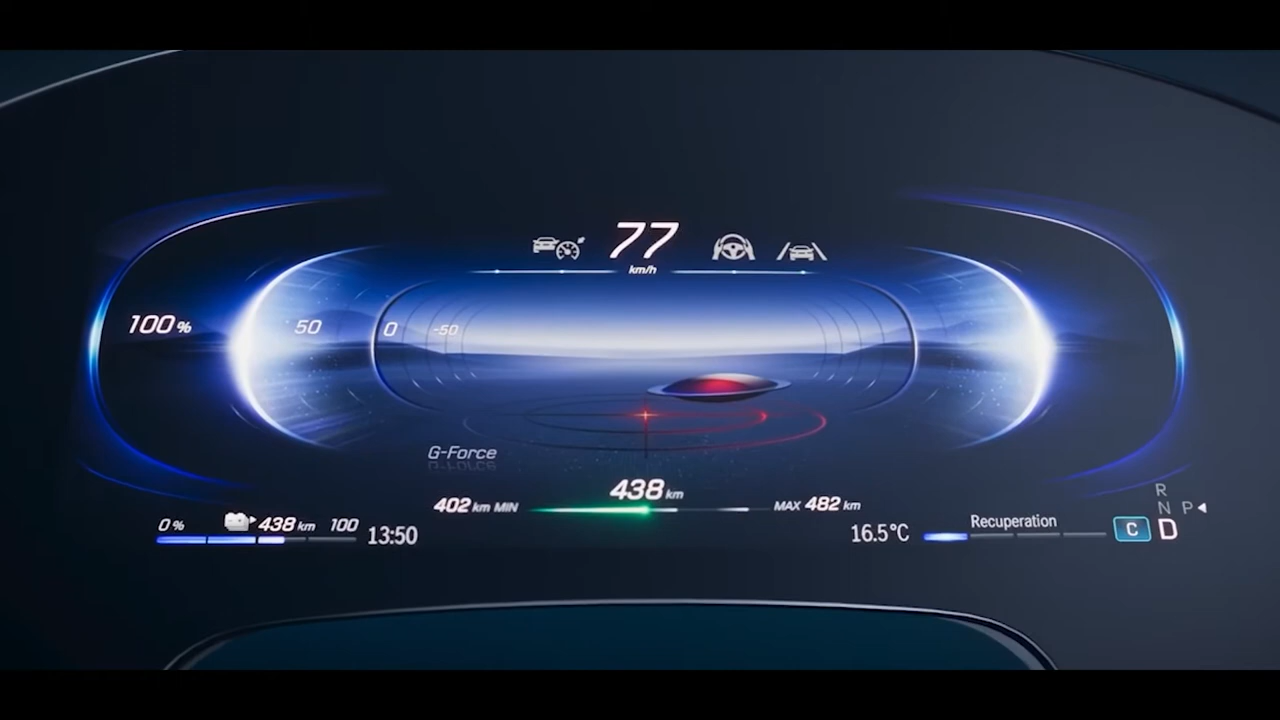 77
km/h
100 %
50
0
-50
G-Force
438 km
402 km MIN
MAX 482 km
0 %
438 km
100
13:50
16.5°C
Recuperation
C
R
N
P
D